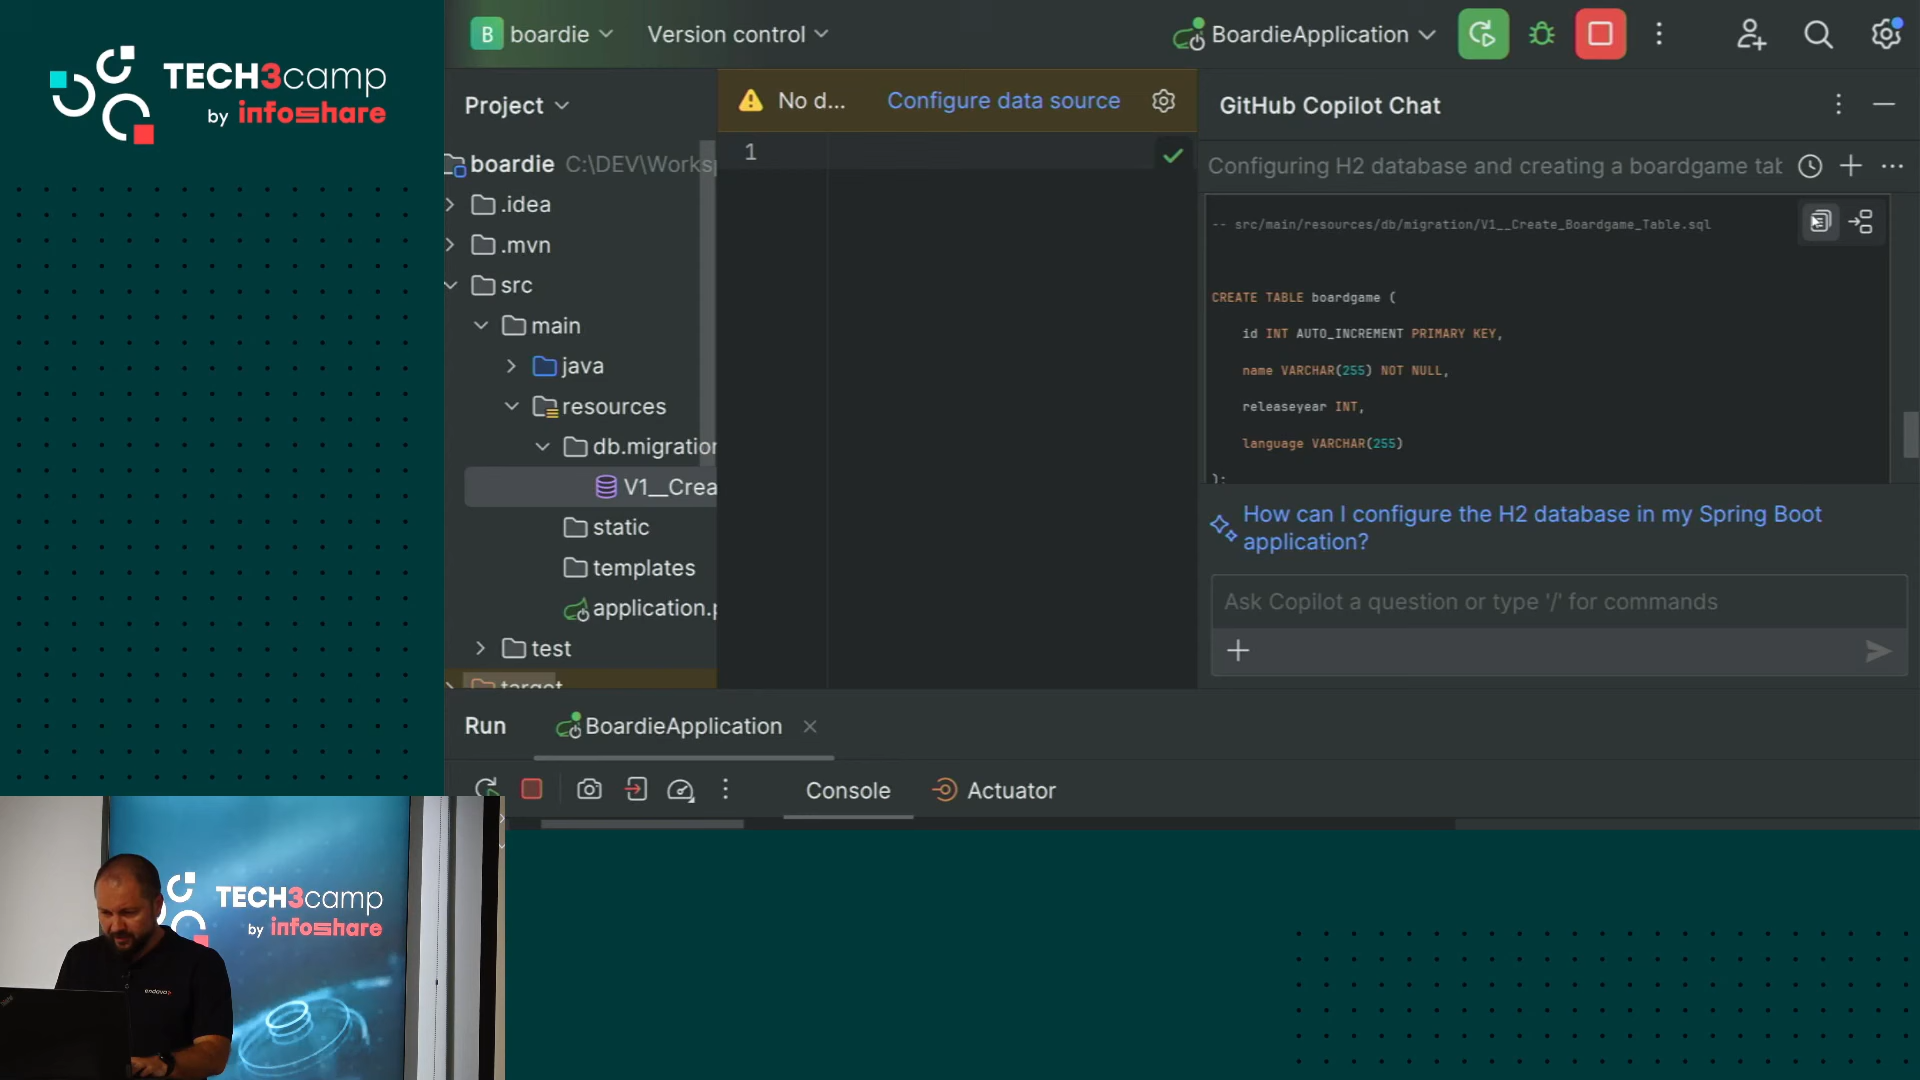 TECH3camp
by infoshare
B boardie
Version control
BoardieApplication
Project
No d...
Configure data source
GitHub Copilot Chat
boardie C:\DEV\Works
1
Configuring H2 database and creating a boardgame tab
.idea
-- src/main/resources/db/migration/V1__Create_Boardgame_Table.sql
.mvn
src
CREATE TABLE boardgame (
main
id INT AUTO_INCREMENT PRIMARY KEY,
java
name VARCHAR(255) NOT NULL,
resources
releaseyear INT,
db.migration
language VARCHAR(255)
);
V1__Crea
How can I configure the H2 database in my Spring Boot
application?
static
templates
application.p
Ask Copilot a question or type '/' for commands
test
target
Run
BoardieApplication
Console
Actuator
TECH3camp
by infoshare
endava